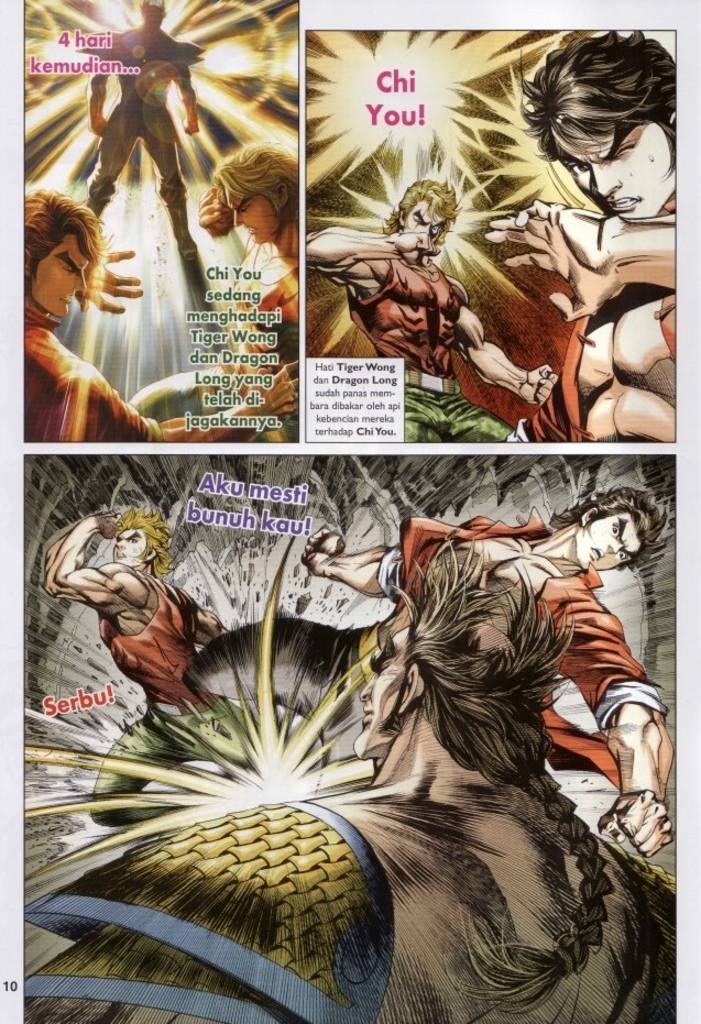 4 hari
kemudian...
Chi You
sedang
menghadapi
Tiger Wong
dan Dragon
Long yang
telah di-
jagakannya.
Chi
You!
Hati Tiger Wong
dan Dragon Long
sudah panas mem-
bara dibakar oleh api
kebencian mereka
terhadap Chi You.
Aku mesti
bunuh kau!
Serbu!
10